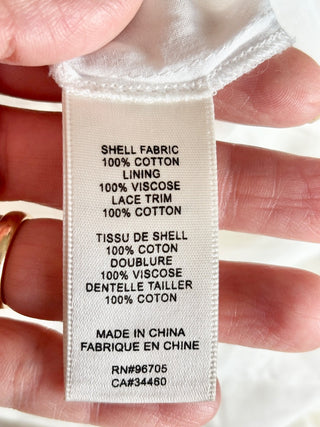 SHELL FABRIC
100% COTTON
LINING
100% VISCOSE
LACE TRIM
100% COTTON
TISSU DE SHELL
100% COTON
DOUBLURE
100% VISCOSE
DENTELLE TAILLER
100% COTON
MADE IN CHINA
FABRIQUE EN CHINE
RN#96705
CA#34460